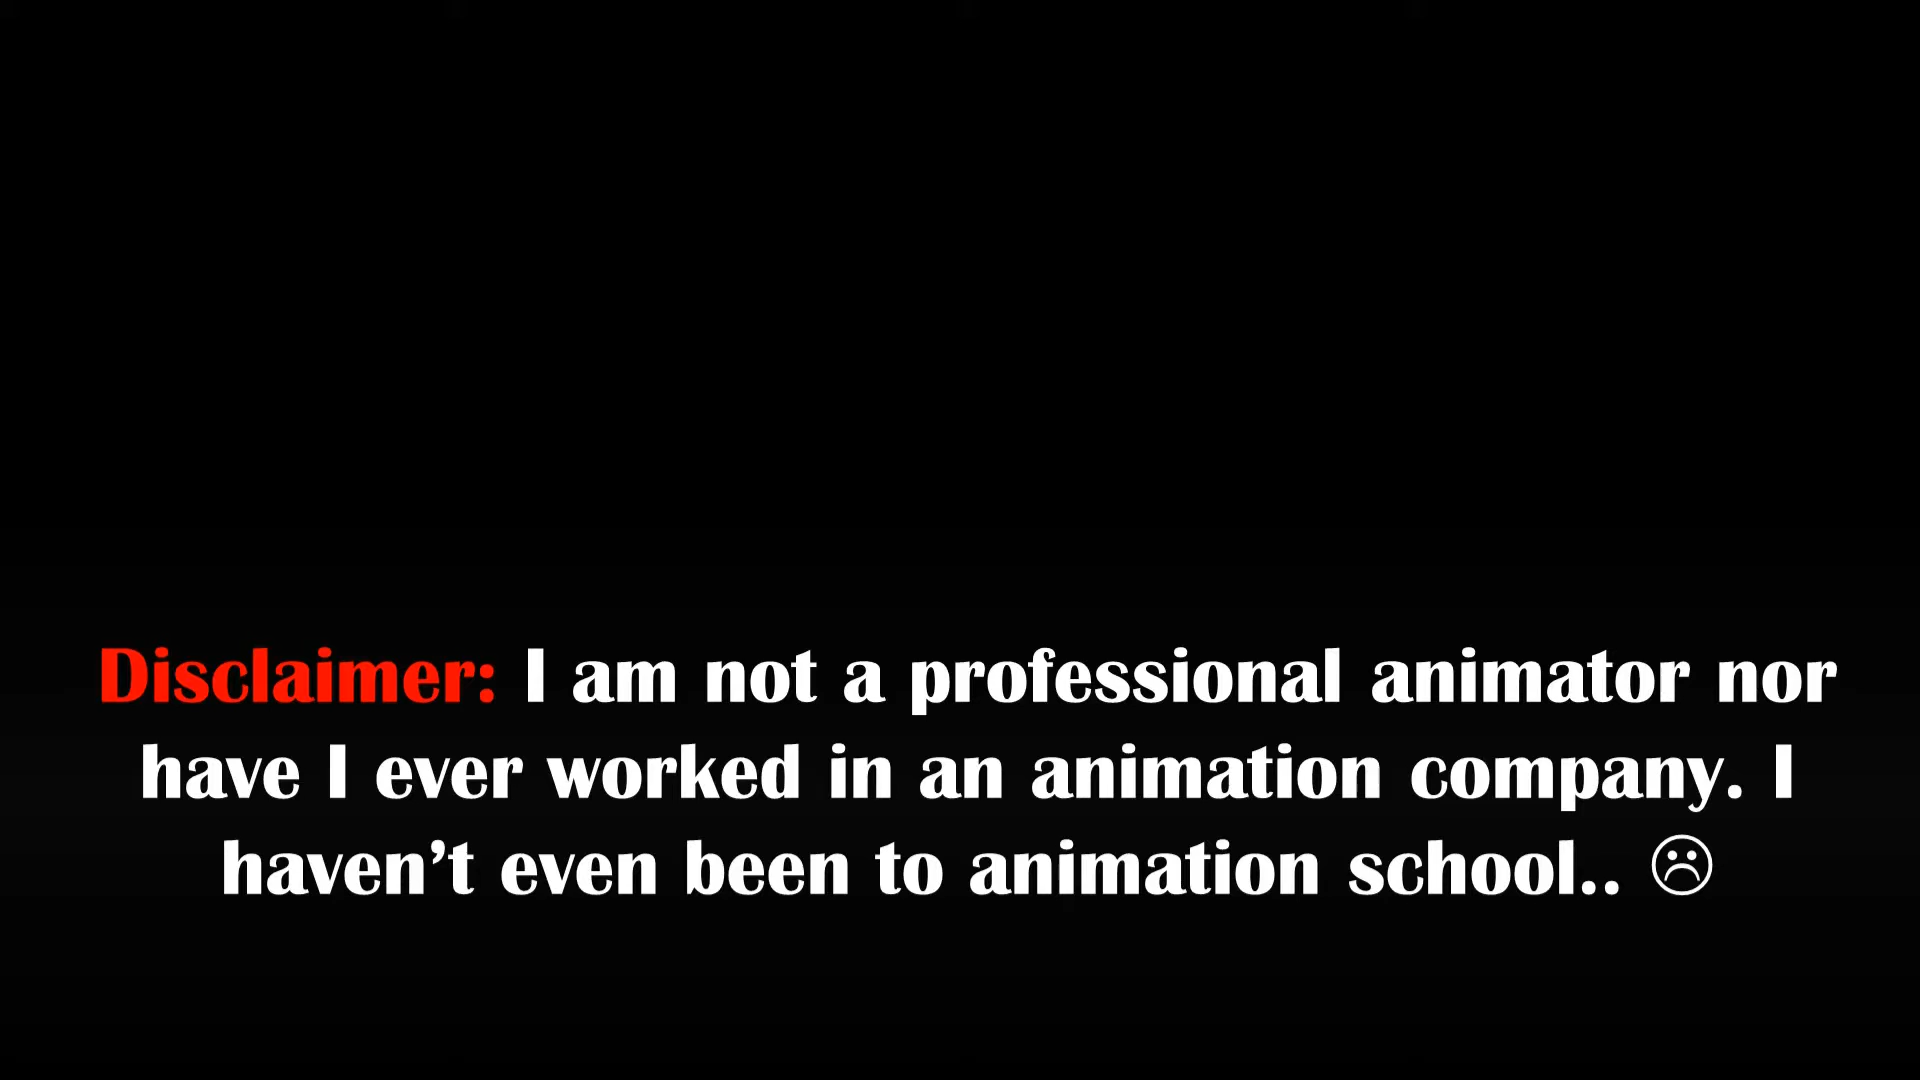 Disclaimer: I am not a professional animator nor
have I ever worked in an animation company. I
haven’t even been to animation school.. ☹